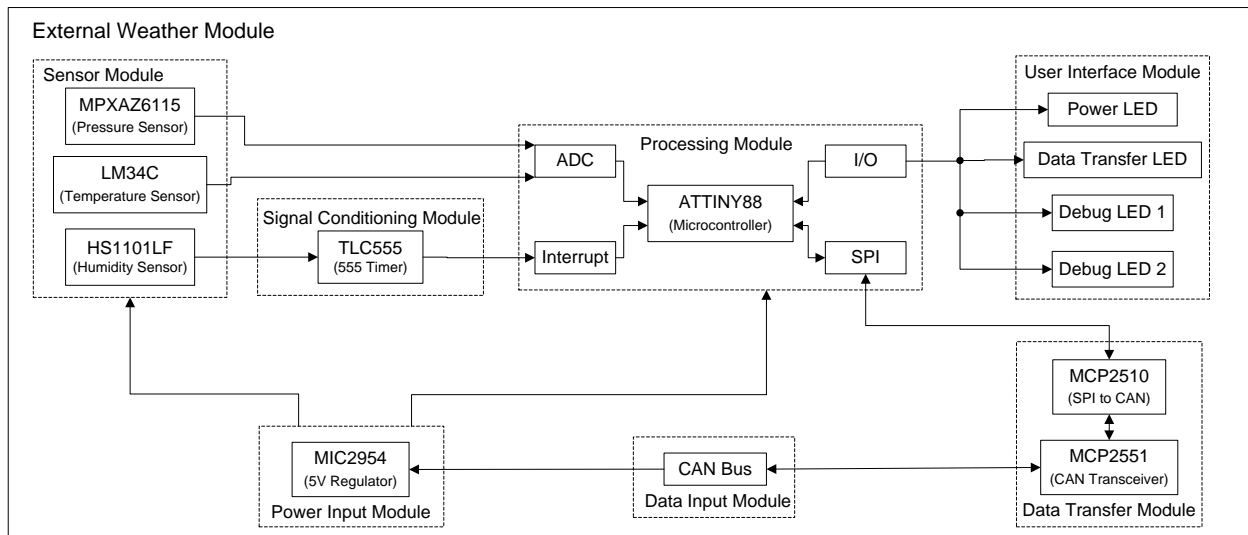 External Weather Module
Sensor Module
MPXAZ6115
(Pressure Sensor)
LM34C
(Temperature Sensor)
HS1101LF
(Humidity Sensor)
Signal Conditioning Module
TLC555
(555 Timer)
Processing Module
ADC
I/O
ATTINY88
(Microcontroller)
Interrupt
SPI
User Interface Module
Power LED
Data Transfer LED
Debug LED 1
Debug LED 2
MIC2954
(5V Regulator)
Power Input Module
CAN Bus
Data Input Module
MCP2510
(SPI to CAN)
MCP2551
(CAN Transceiver)
Data Transfer Module